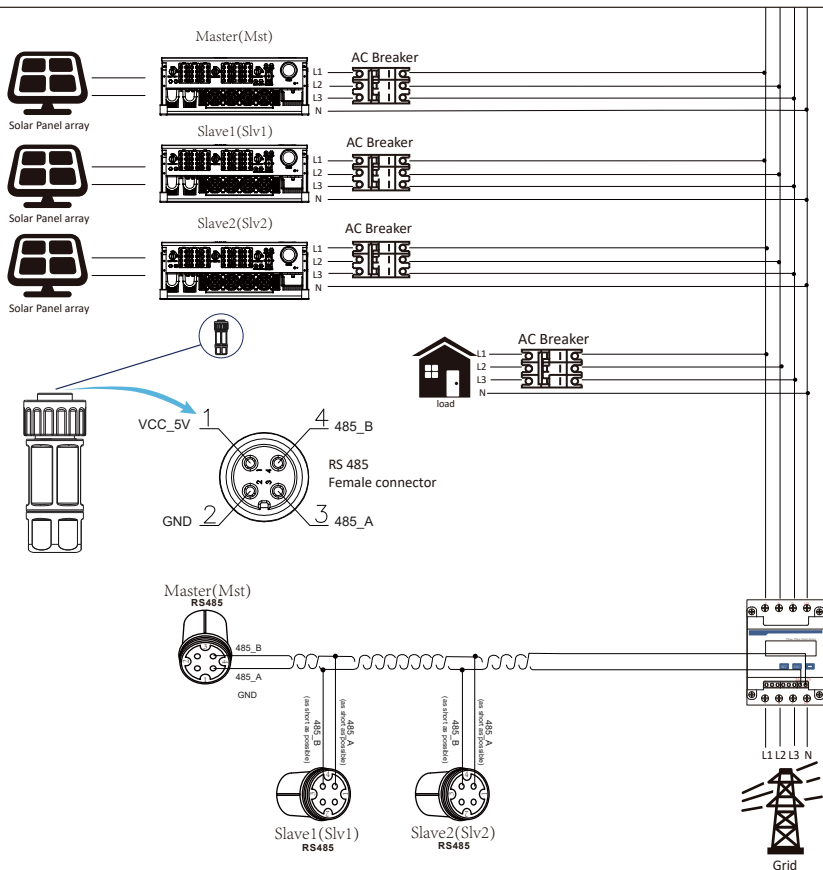 Master(Mst)
AC Breaker
L1
L2
L3
N
Solar Panel array
Slave1(Slv1)
AC Breaker
L1
L2
L3
N
Solar Panel array
Slave2(Slv2)
AC Breaker
L1
L2
L3
N
Solar Panel array
AC Breaker
L1
L2
L3
N
load
VCC_5V 1
4 485_B
1 4
2 3
RS 485
Female connector
GND 2
3 485_A
Master(Mst)
RS485
485_B
485_A
GND
485_B
(as short as possible)
485_A
(as short as possible)
485_B
(as short as possible)
485_A
(as short as possible)
Slave1(Slv1)
RS485
Slave2(Slv2)
RS485
L1 L2 L3 N
Grid